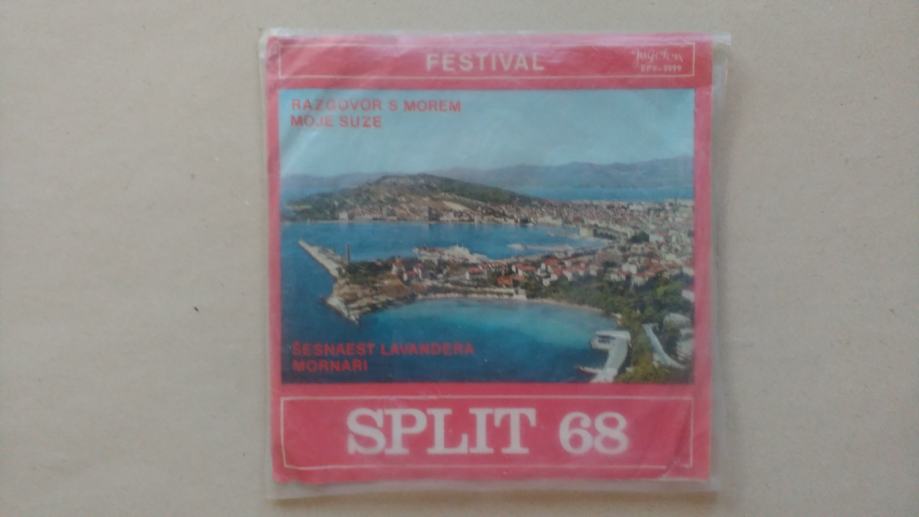 FESTIVAL
Jugoton
RAZGOVOR S MOREM
MOJE SUZE
ŠESNAEST LAVANDERA
MORNARI
SPLIT 68